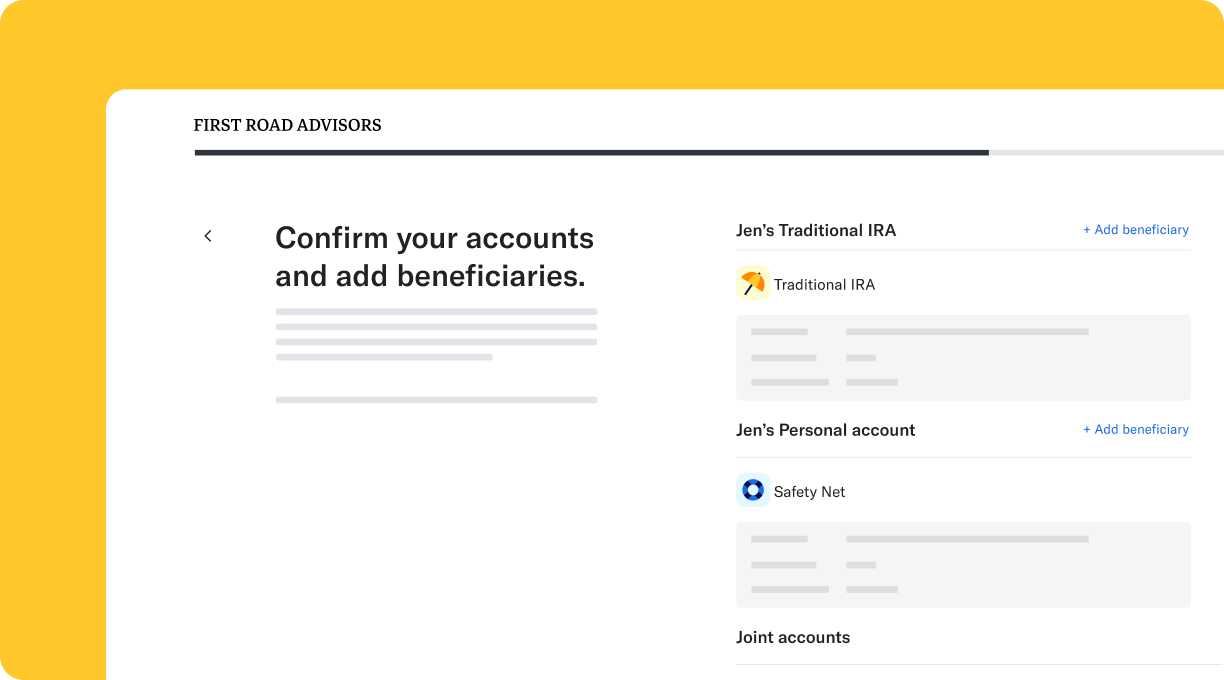 FIRST ROAD ADVISORS
Confirm your accounts
and add beneficiaries.
Jen’s Traditional IRA
+ Add beneficiary
Traditional IRA
Jen’s Personal account
+ Add beneficiary
Safety Net
Joint accounts